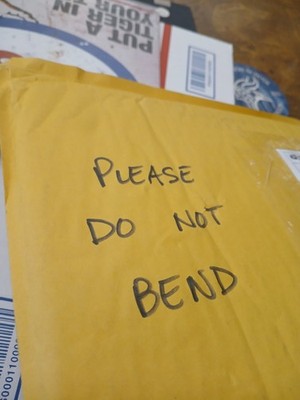 PUT A
TIGER IN
YOUR
PLEASE
DO NOT
BEND